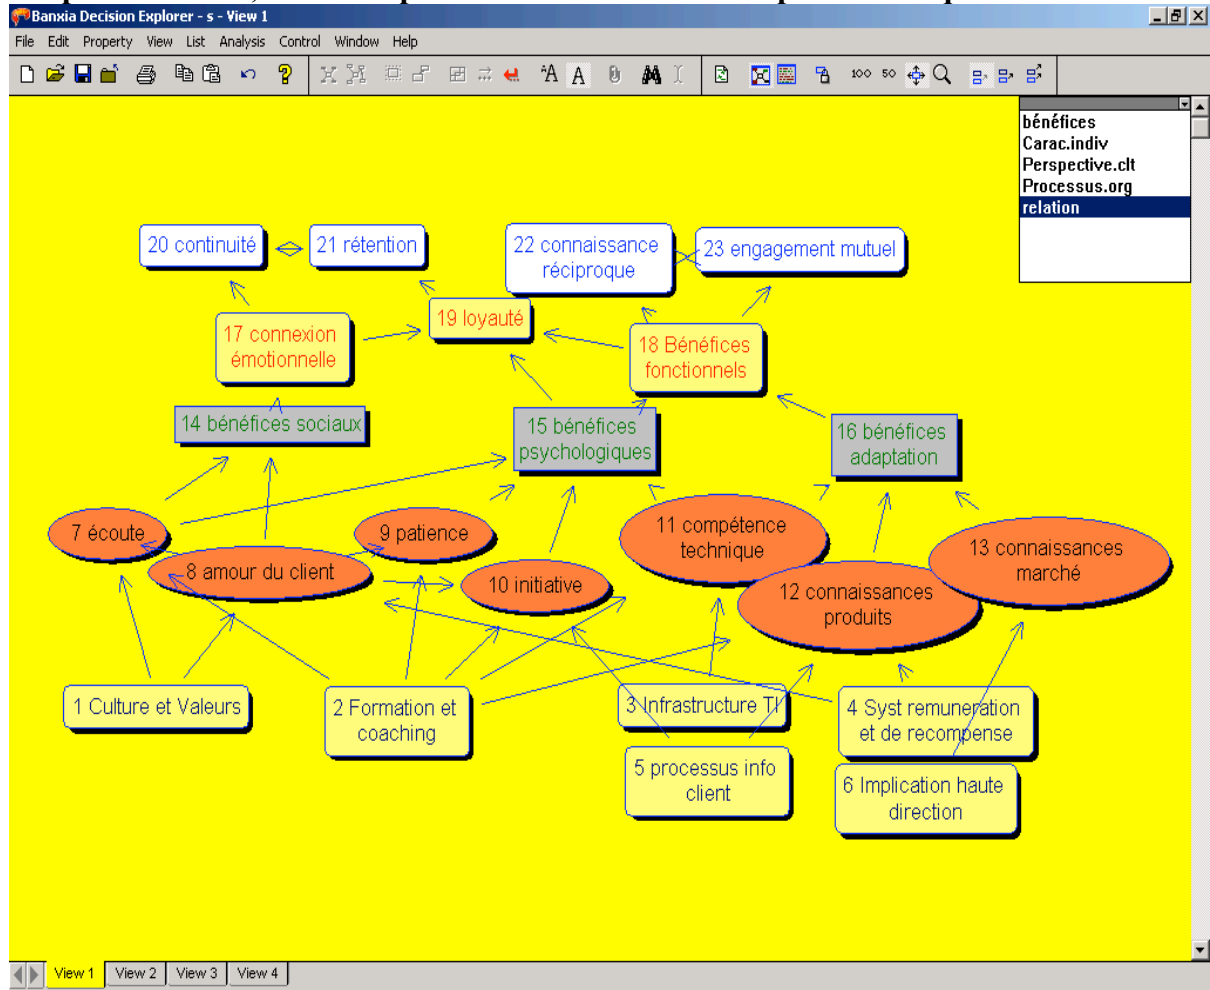 Banxia Decision Explorer - s - View 1
File Edit Property View List Analysis Control Window Help
100 50
bénéfices
Carac.indiv
Perspective.clt
Processus.org
relation
20 continuité
21 rétention
22 connaissance
réciproque
23 engagement mutuel
17 connexion
émotionnelle
19 loyauté
18 Bénéfices
fonctionnels
14 bénéfices sociaux
15 bénéfices
psychologiques
16 bénéfices
adaptation
7 écoute
8 amour du client
9 patience
10 initiative
11 compétence
technique
12 connaissances
produits
13 connaissances
marché
1 Culture et Valeurs
2 Formation et
coaching
3 Infrastructure TI
4 Syst remuneration
et de recompense
5 processus info
client
6 Implication haute
direction
View 1 View 2 View 3 View 4